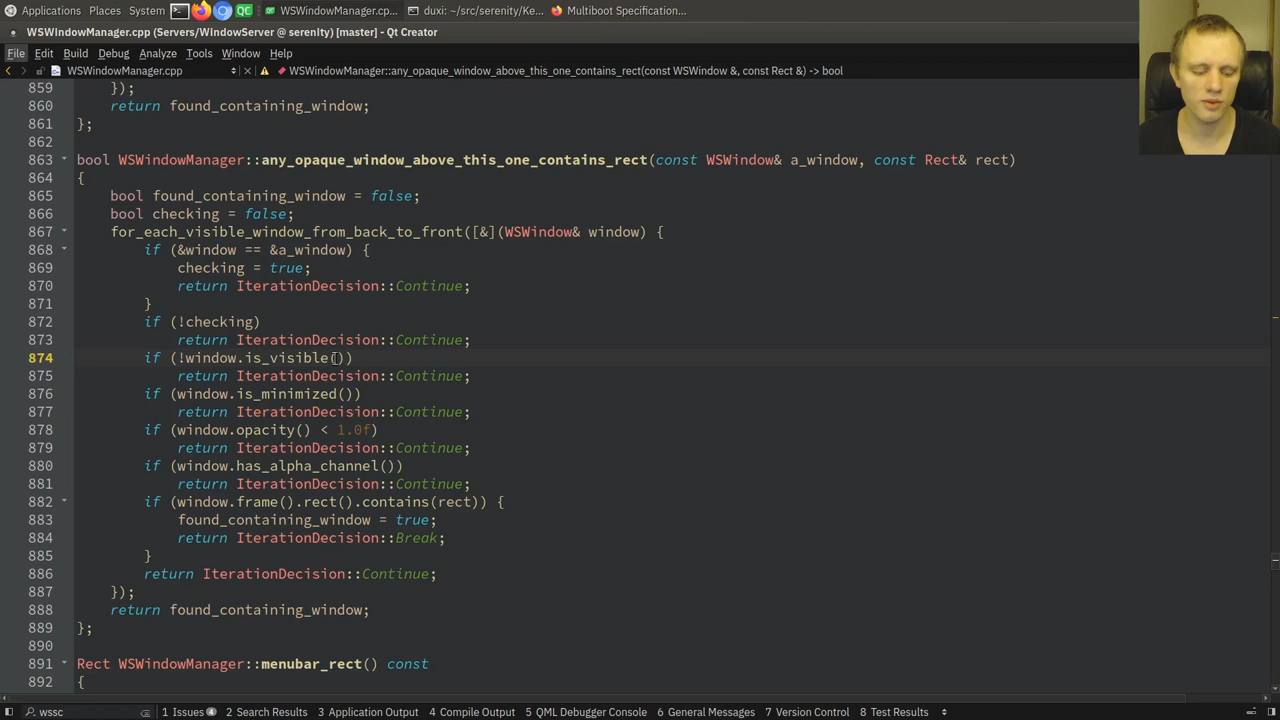 Applications Places System WSWindowManager.cp... duxi: ~/src/serenity/Ke... Multiboot Specification...
WSWindowManager.cpp (Servers/WindowServer @ serenity) [master] - Qt Creator
File Edit Build Debug Analyze Tools Window Help
WSWindowManager.cpp WSWindowManager::any_opaque_window_above_this_one_contains_rect(const WSWindow &, const Rect &) -> bool
859 });
860 return found_containing_window;
861 };
862
863 bool WSWindowManager::any_opaque_window_above_this_one_contains_rect(const WSWindow& a_window, const Rect& rect)
864 {
865 bool found_containing_window = false;
866 bool checking = false;
867 for_each_visible_window_from_back_to_front([&](WSWindow& window) {
868 if (&window == &a_window) {
869 checking = true;
870 return IterationDecision::Continue;
871 }
872 if (!checking)
873 return IterationDecision::Continue;
874 if (!window.is_visible())
875 return IterationDecision::Continue;
876 if (window.is_minimized())
877 return IterationDecision::Continue;
878 if (window.opacity() < 1.0f)
879 return IterationDecision::Continue;
880 if (window.has_alpha_channel())
881 return IterationDecision::Continue;
882 if (window.frame().rect().contains(rect)) {
883 found_containing_window = true;
884 return IterationDecision::Break;
885 }
886 return IterationDecision::Continue;
887 });
888 return found_containing_window;
889 };
890
891 Rect WSWindowManager::menubar_rect() const
892 {
wssc 1 Issues 4 2 Search Results 3 Application Output 4 Compile Output 5 QML Debugger Console 6 General Messages 7 Version Control 8 Test Results